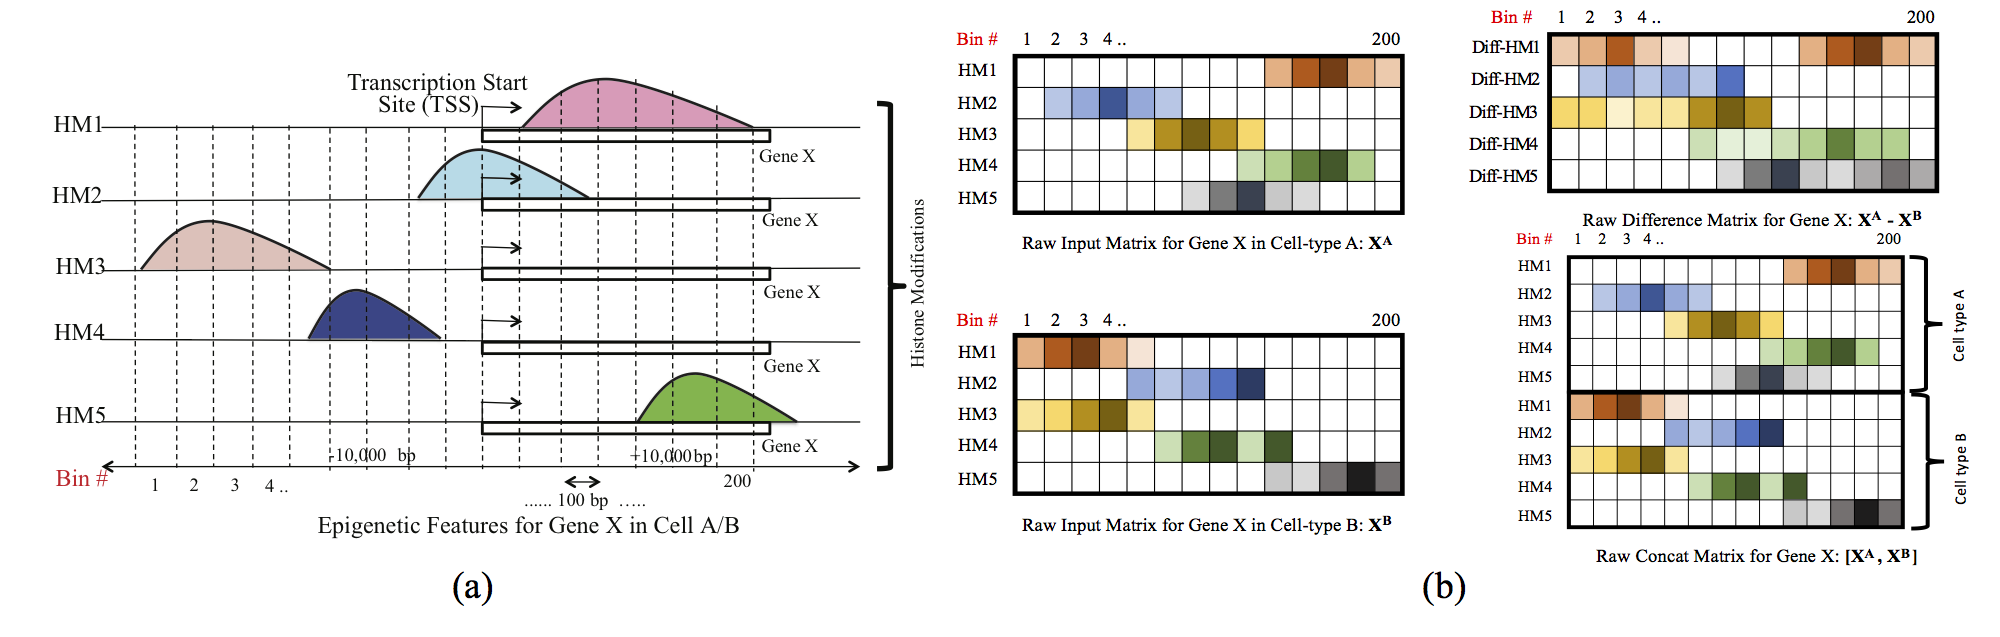 Transcription Start
Site (TSS)
HM1
Gene X
HM2
Gene X
HM3
Gene X
HM4
Gene X
HM5
Gene X
-10,000 bp
+10,000bp
Bin #
1 2 3 4 ..
200
...... 100 bp .....
Epigenetic Features for Gene X in Cell A/B
Histone Modifications
(a)
Bin # 1 2 3 4 .. 200
HM1
HM2
HM3
HM4
HM5
Raw Input Matrix for Gene X in Cell-type A: X^A
Bin # 1 2 3 4 .. 200
HM1
HM2
HM3
HM4
HM5
Raw Input Matrix for Gene X in Cell-type B: X^B
Bin # 1 2 3 4 .. 200
Diff-HM1
Diff-HM2
Diff-HM3
Diff-HM4
Diff-HM5
Raw Difference Matrix for Gene X: X^A - X^B
Bin # 1 2 3 4 .. 200
HM1
HM2
HM3
HM4
HM5
Cell type A
HM1
HM2
HM3
HM4
HM5
Cell type B
Raw Concat Matrix for Gene X: [X^A , X^B]
(b)